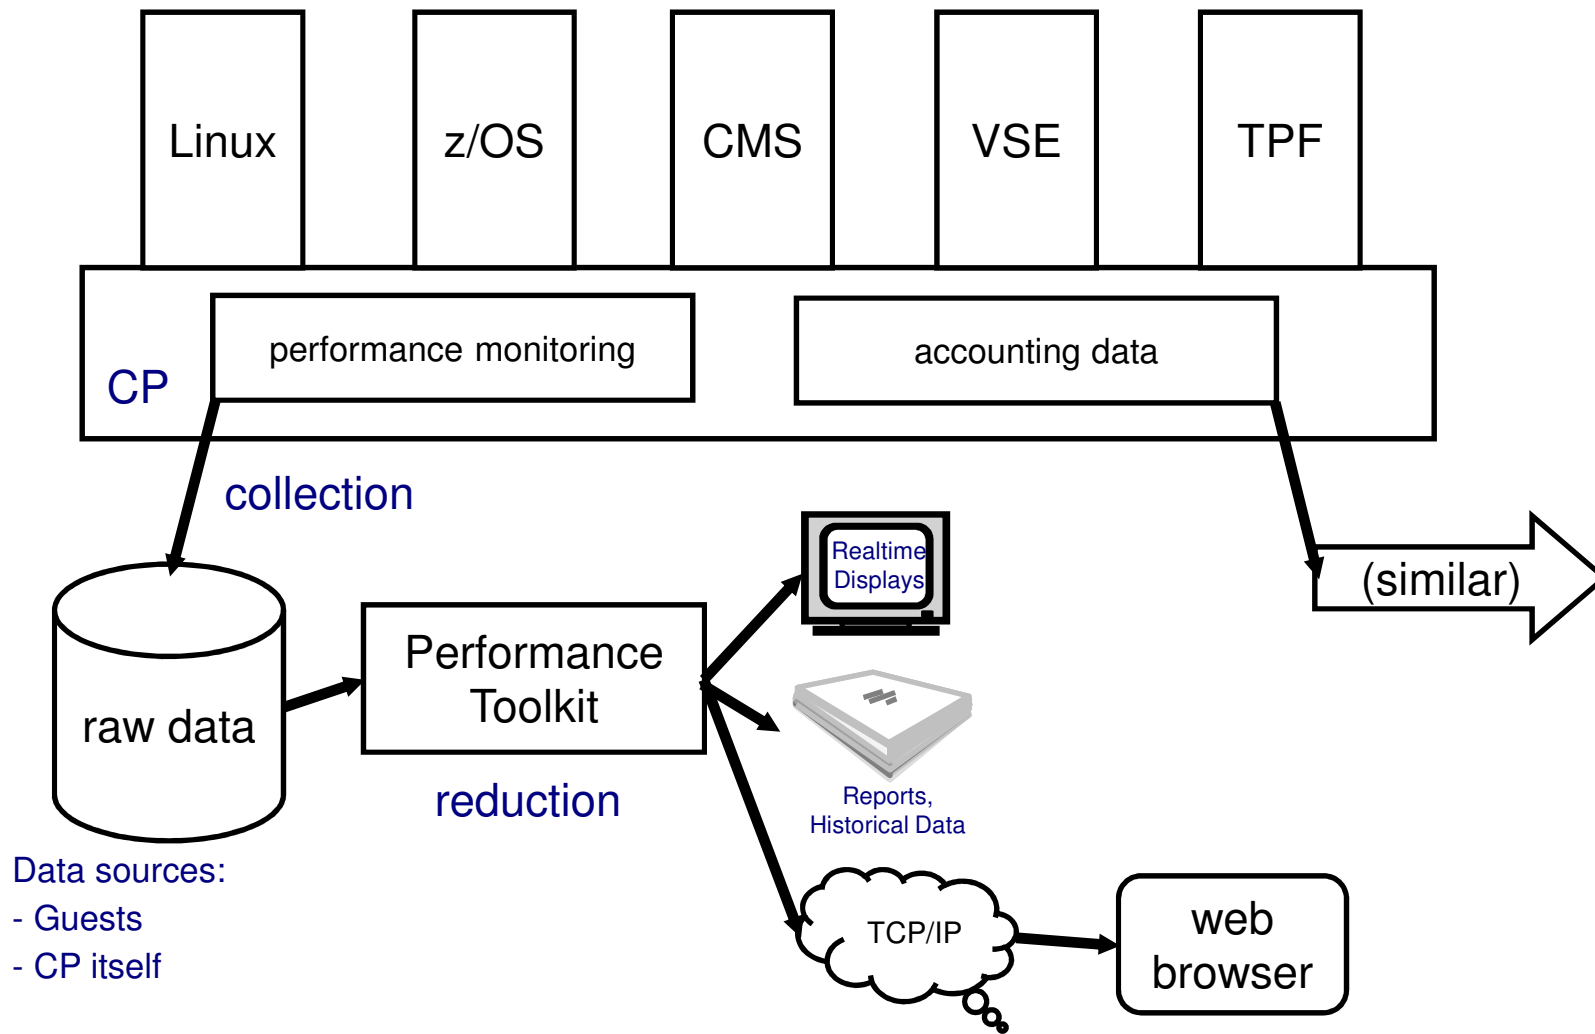 Linux
z/OS
CMS
VSE
TPF
performance monitoring
accounting data
CP
collection
Realtime
Displays
(similar)
Performance
Toolkit
raw data
reduction
Reports,
Historical Data
Data sources:
- Guests
- CP itself
TCP/IP
web
browser